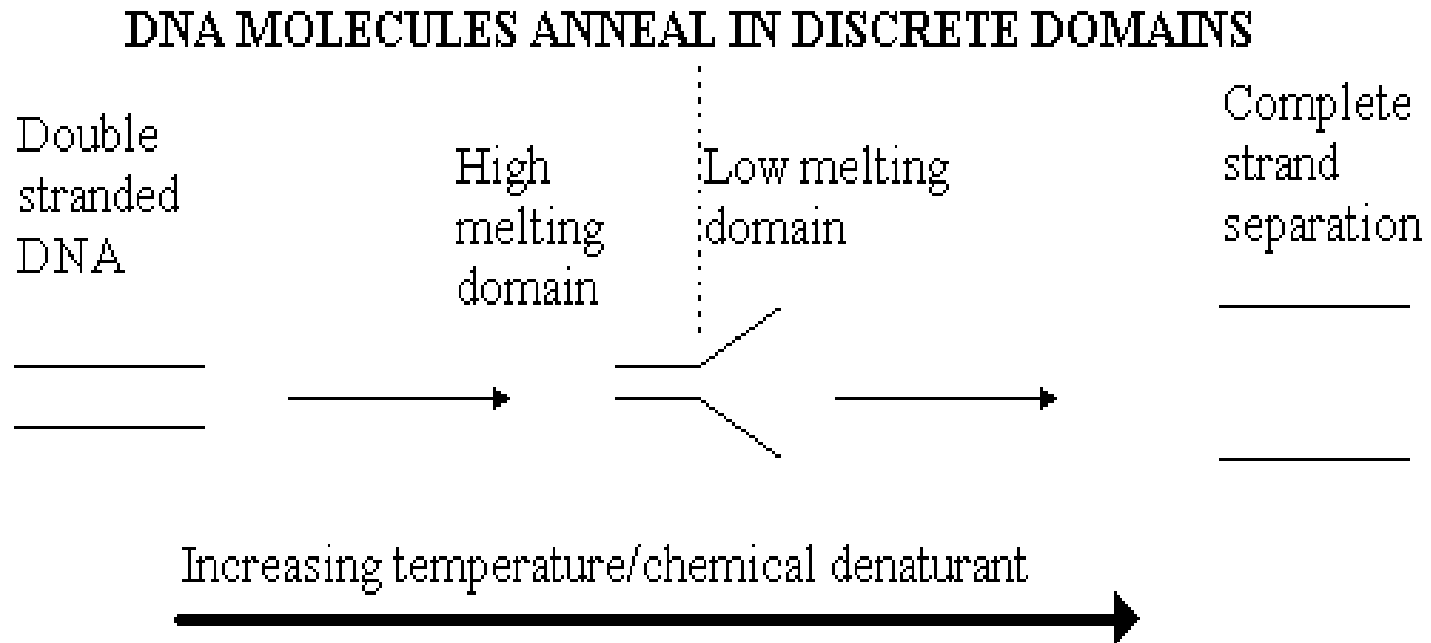 DNA MOLECULES ANNEAL IN DISCRETE DOMAINS
Double
stranded
DNA
High
melting
domain
Low melting
domain
Complete
strand
separation
Increasing temperature/chemical denaturant